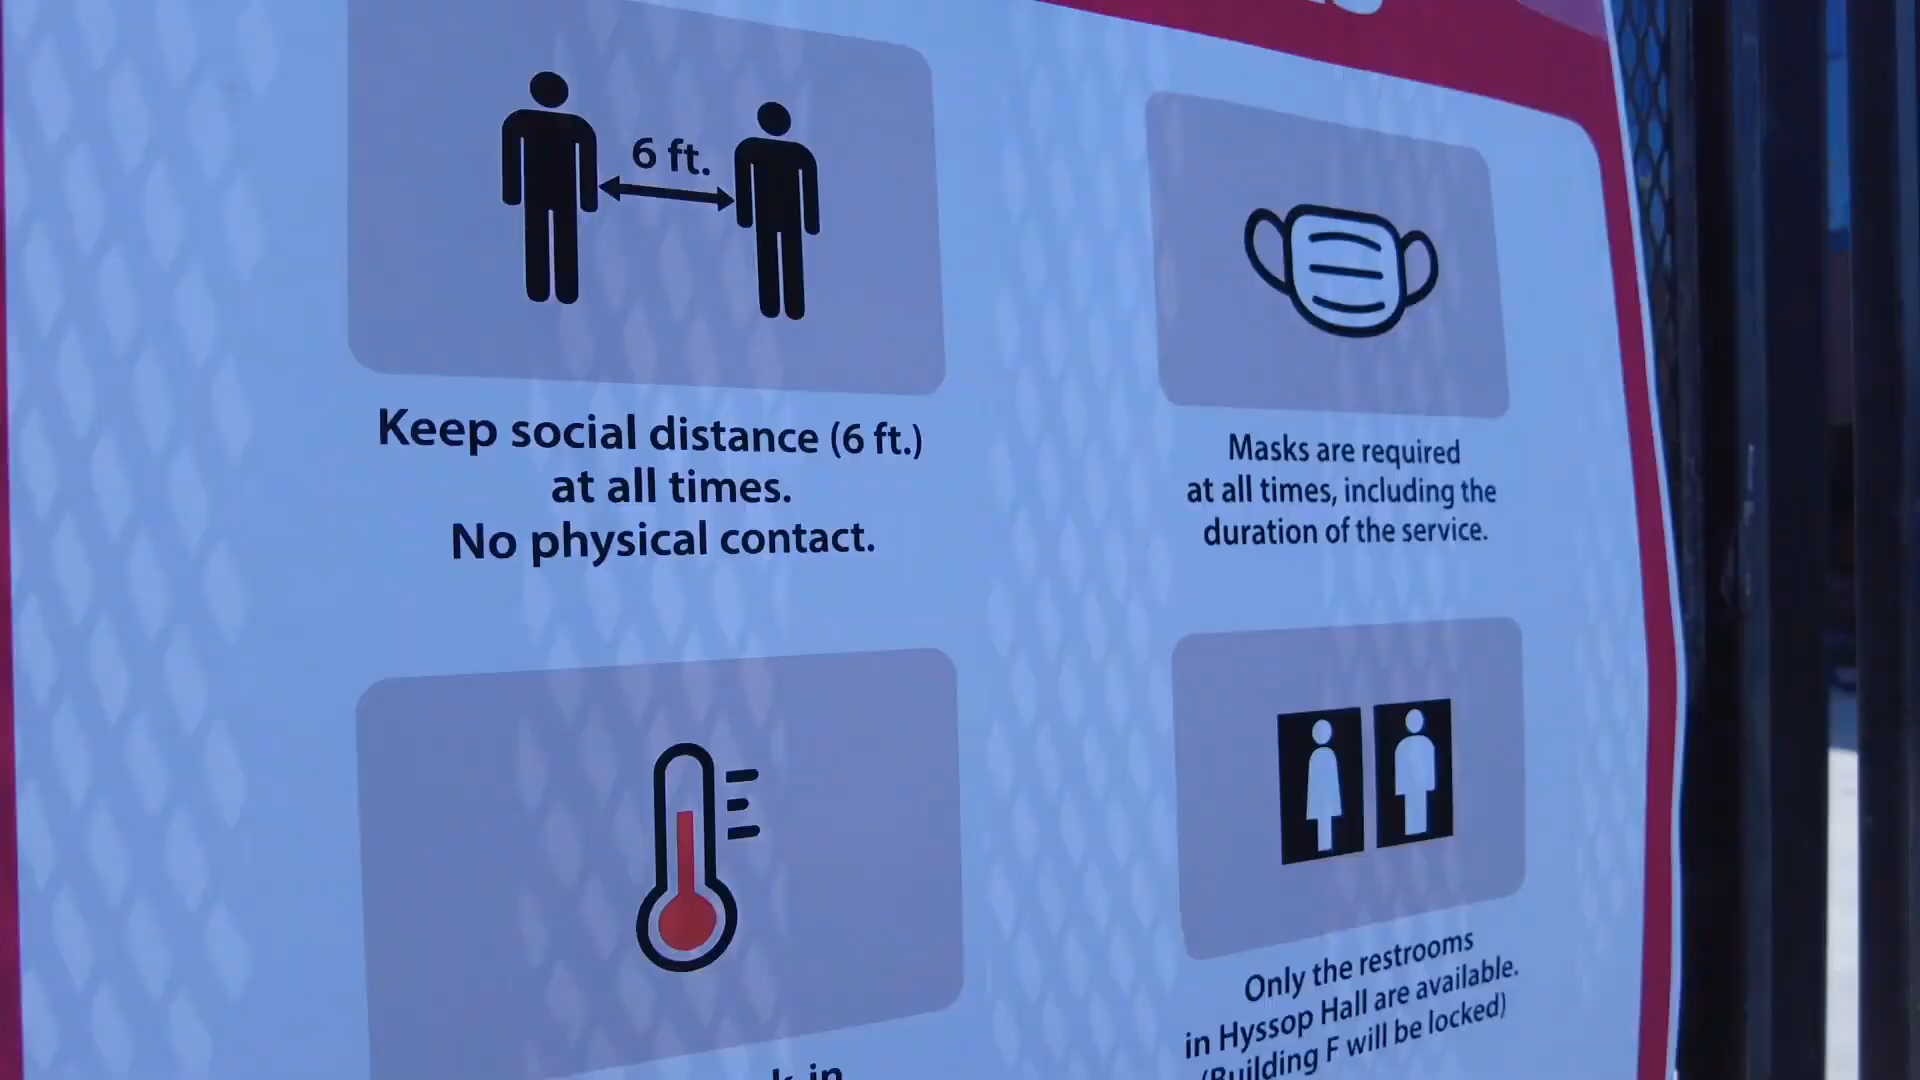 6 ft.
Keep social distance (6 ft.)
at all times.
No physical contact.
Masks are required
at all times, including the
duration of the service.
Only the restrooms
in Hyssop Hall are available.
(Building F will be locked)